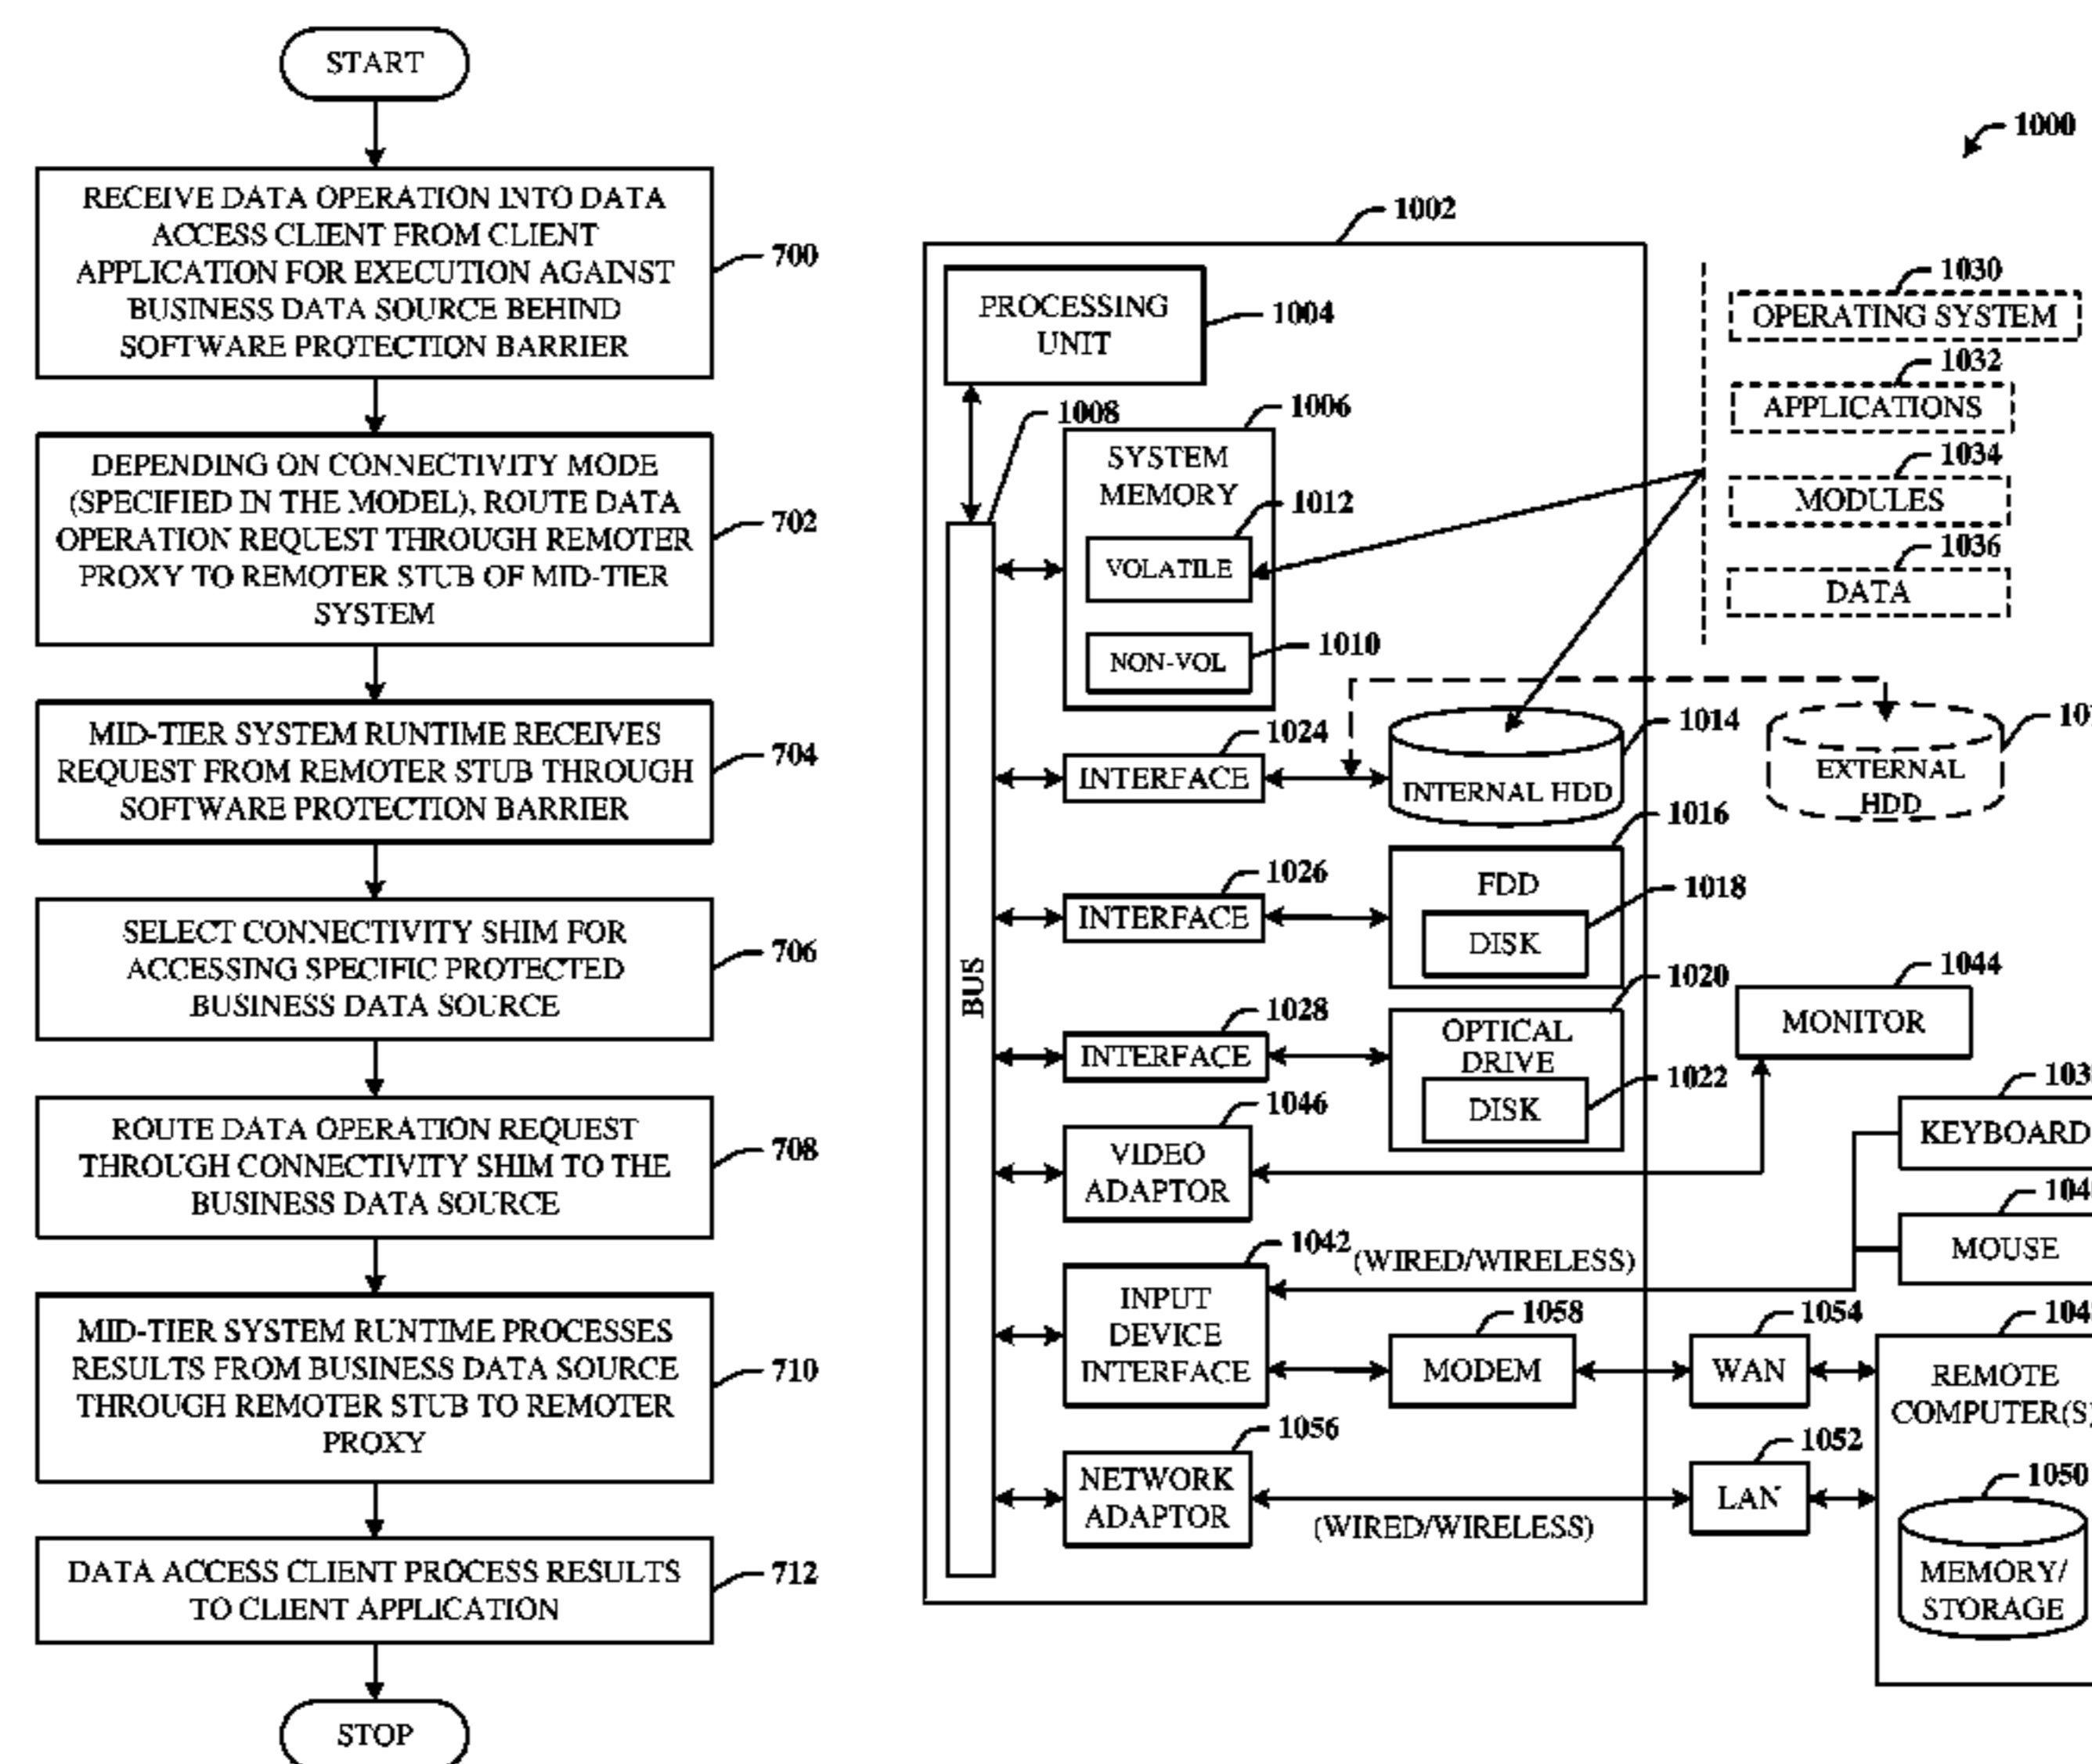 START
RECEIVE DATA OPERATION INTO DATA
ACCESS CLIENT FROM CLIENT
APPLICATION FOR EXECUTION AGAINST
BUSINESS DATA SOURCE BEHIND
SOFTWARE PROTECTION BARRIER
700
DEPENDING ON CONNECTIVITY MODE
(SPECIFIED IN THE MODEL), ROUTE DATA
OPERATION REQUEST THROUGH REMOTER
PROXY TO REMOTER STUB OF MID-TIER
SYSTEM
702
MID-TIER SYSTEM RUNTIME RECEIVES
REQUEST FROM REMOTER STUB THROUGH
SOFTWARE PROTECTION BARRIER
704
SELECT CONNECTIVITY SHIM FOR
ACCESSING SPECIFIC PROTECTED
BUSINESS DATA SOURCE
706
ROUTE DATA OPERATION REQUEST
THROUGH CONNECTIVITY SHIM TO THE
BUSINESS DATA SOURCE
708
MID-TIER SYSTEM RUNTIME PROCESSES
RESULTS FROM BUSINESS DATA SOURCE
THROUGH REMOTER STUB TO REMOTER
PROXY
710
DATA ACCESS CLIENT PROCESS RESULTS
TO CLIENT APPLICATION
712
STOP
1000
1002
PROCESSING
UNIT
1004
1030
OPERATING SYSTEM
1032
APPLICATIONS
1034
MODULES
1036
DATA
1008
1006
SYSTEM
MEMORY
1012
VOLATILE
1010
NON-VOL
BUS
1024
INTERFACE
1014
INTERNAL HDD
EXTERNAL
HDD
1026
INTERFACE
1016
FDD
1018
DISK
1028
INTERFACE
1020
OPTICAL
DRIVE
1022
DISK
1044
MONITOR
1046
VIDEO
ADAPTOR
KEYBOARD
MOUSE
1042
(WIRED/WIRELESS)
INPUT
DEVICE
INTERFACE
1058
MODEM
1054
WAN
REMOTE
COMPUTER(S)
1056
NETWORK
ADAPTOR
(WIRED/WIRELESS)
1052
LAN
1050
MEMORY/
STORAGE